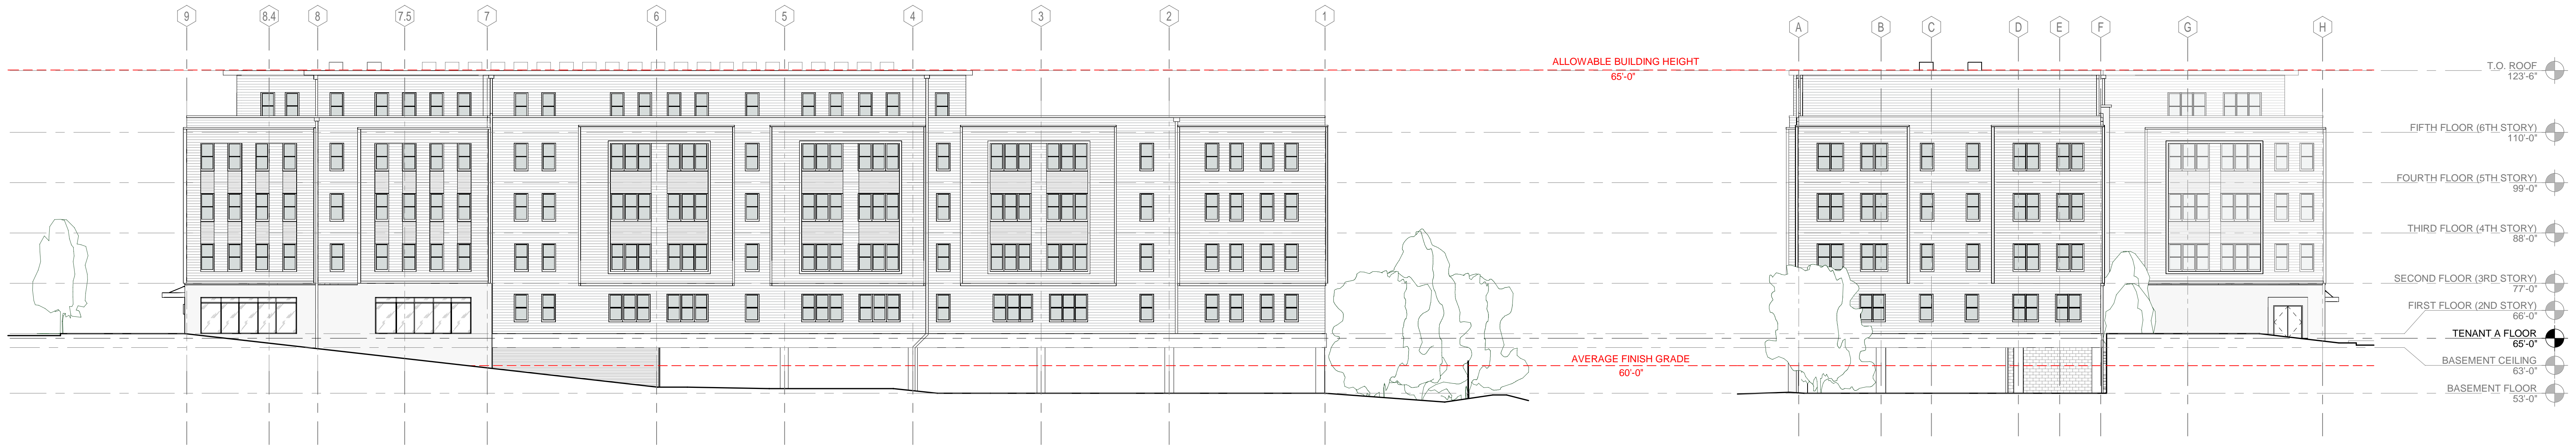 9 8.4 8 7.5 7 6 5 4 3 2 1 A B C D E F G H
ALLOWABLE BUILDING HEIGHT
65'-0"
T.O. ROOF
123'-6"
FIFTH FLOOR (6TH STORY)
110'-0"
FOURTH FLOOR (5TH STORY)
99'-0"
THIRD FLOOR (4TH STORY)
88'-0"
SECOND FLOOR (3RD STORY)
77'-0"
FIRST FLOOR (2ND STORY)
66'-0"
TENANT A FLOOR
65'-0"
AVERAGE FINISH GRADE
60'-0"
BASEMENT CEILING
63'-0"
BASEMENT FLOOR
53'-0"